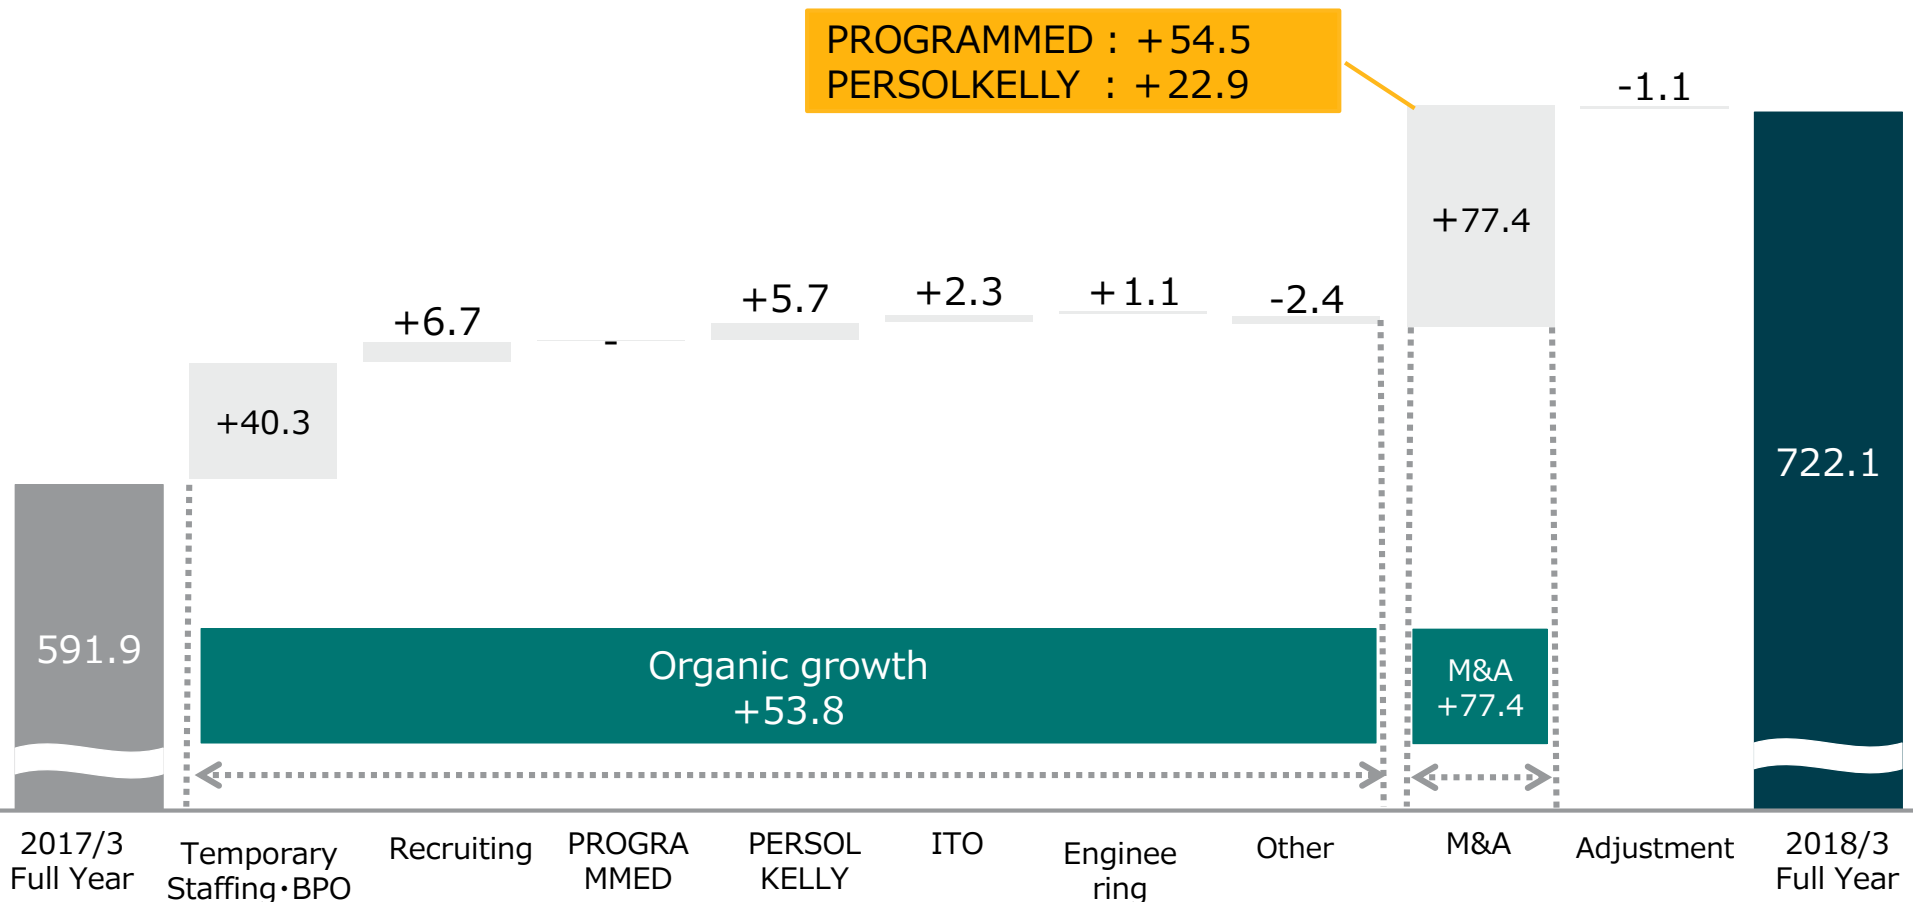 PROGRAMMED : +54.5
PERSOLKELLY : +22.9
-1.1
+77.4
+40.3
+6.7
-
+5.7
+2.3
+1.1
-2.4
722.1
591.9
Organic growth
+53.8
M&A
+77.4
2017/3
Full Year
Temporary
Staffing・BPO
Recruiting
PROGRA
MMED
PERSOL
KELLY
ITO
Enginee
ring
Other
M&A
Adjustment
2018/3
Full Year